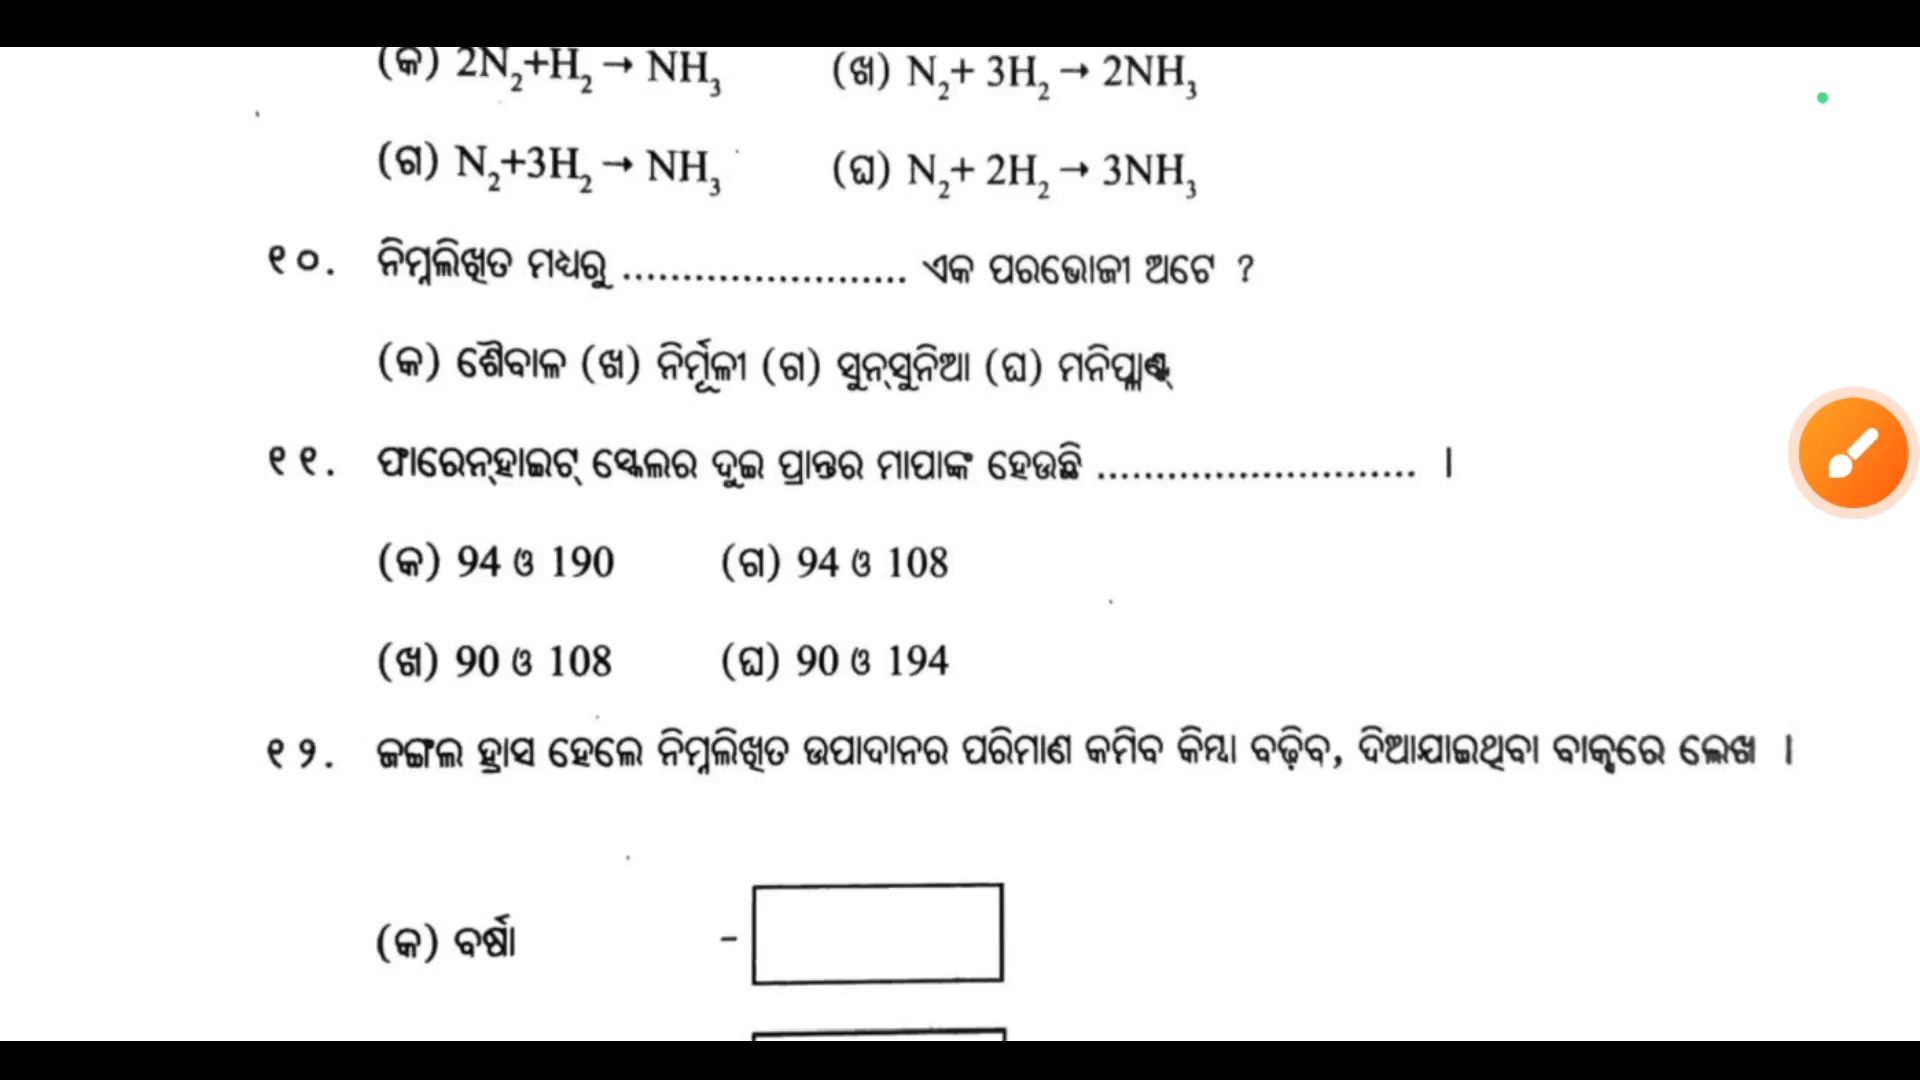 (କ) 2N₂+H₂ → NH₃ (ଖ) N₂+ 3H₂ → 2NH₃
(ଗ) N₂+3H₂ → NH₃ (ଘ) N₂+ 2H₂ → 3NH₃
୧୦. ନିମ୍ନଲିଖିତ ମଧ୍ୟରୁ ........................ ଏକ ପରଭୋଜୀ ଅଟେ ?
(କ) ଶୈବାଳ (ଖ) ନିର୍ମୂଳୀ (ଗ) ସୁନ୍‌ସୁନିଆ (ଘ) ମନିପ୍ଲାଣ୍ଟ୍
୧୧. ଫାରେନ୍‌ହାଇଟ୍ ସ୍କେଲର ଦୁଇ ପ୍ରାନ୍ତର ମାପାଙ୍କ ହେଉଛି ........................... ।
(କ) 94 ଓ 190 (ଗ) 94 ଓ 108
(ଖ) 90 ଓ 108 (ଘ) 90 ଓ 194
୧୨. ଜଙ୍ଗଲ ହ୍ରାସ ହେଲେ ନିମ୍ନଲିଖିତ ଉପାଦାନର ପରିମାଣ କମିବ କିମ୍ବା ବଢ଼ିବ, ଦିଆଯାଇଥିବା ବାକ୍ସରେ ଲେଖ ।
(କ) ବର୍ଷା –